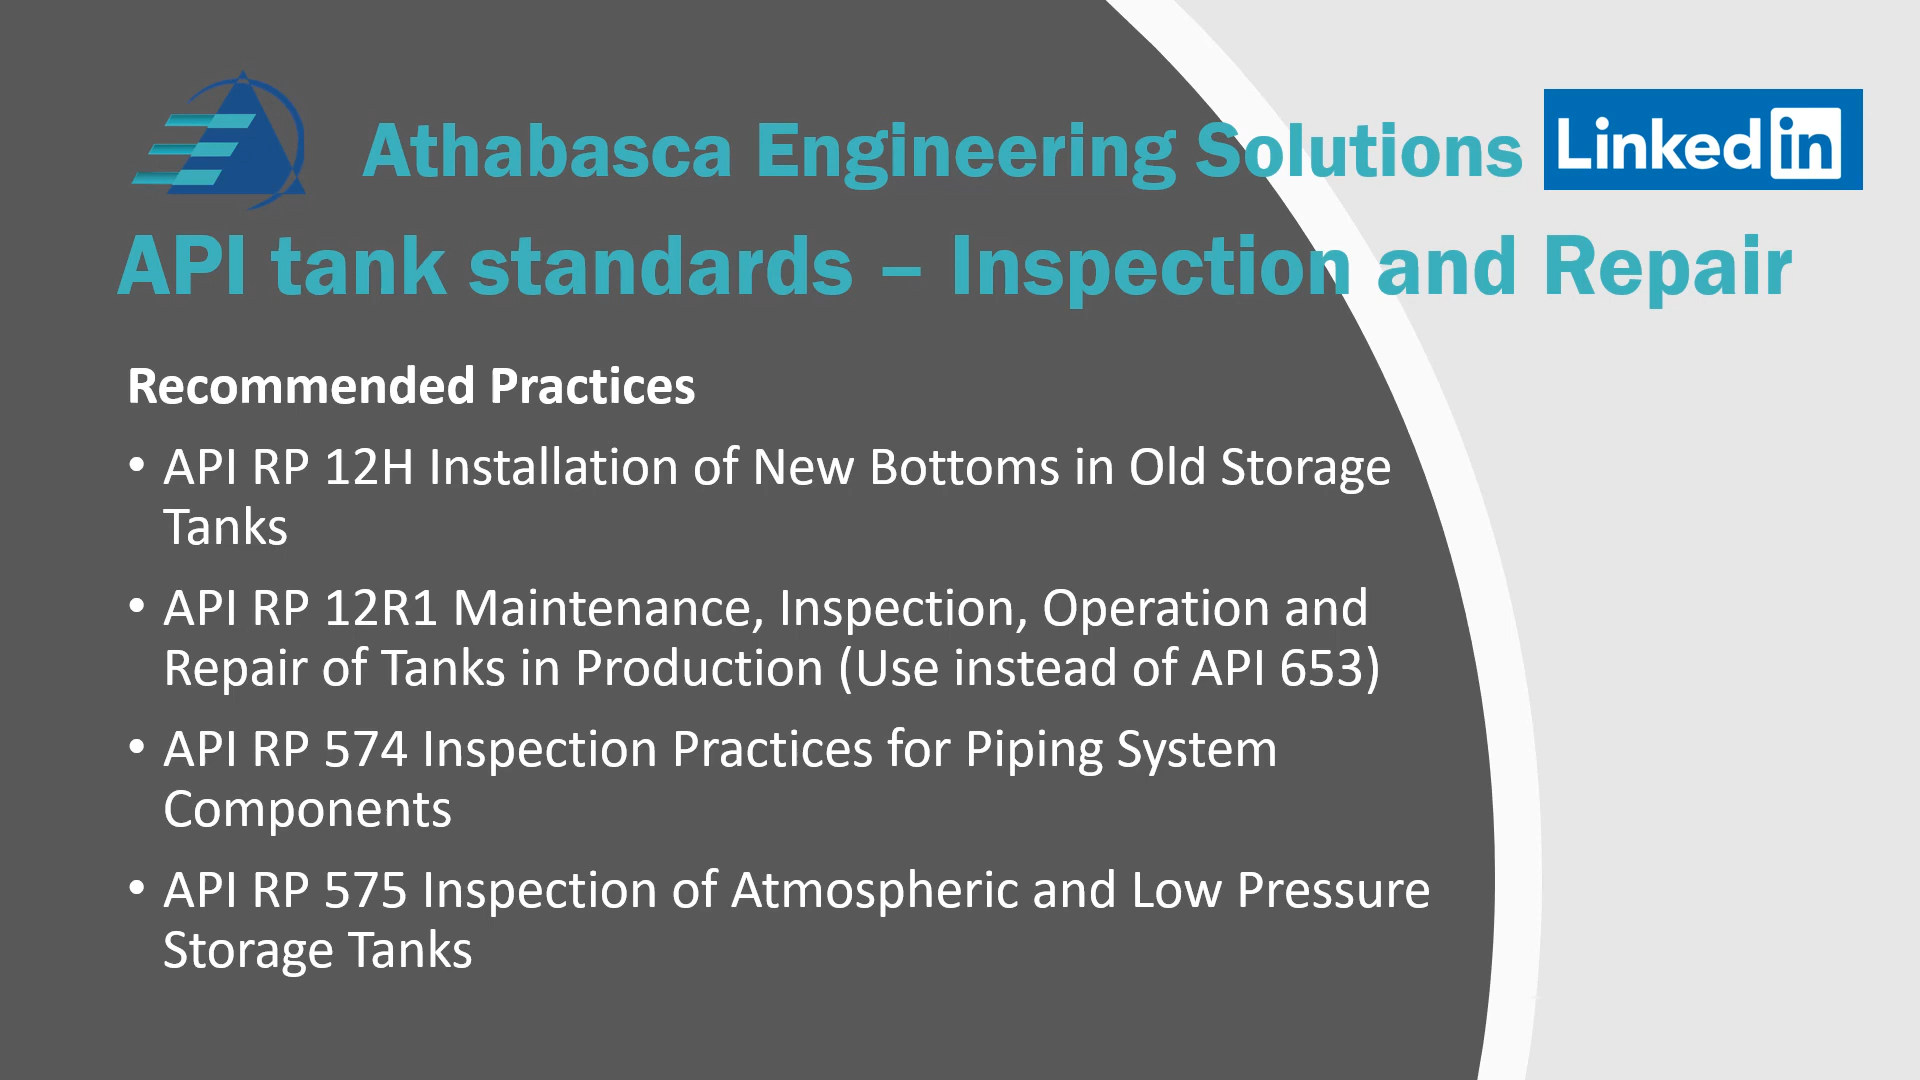 Athabasca Engineering Solutions Linked in
API tank standards – Inspection and Repair
Recommended Practices
• API RP 12H Installation of New Bottoms in Old Storage
Tanks
• API RP 12R1 Maintenance, Inspection, Operation and
Repair of Tanks in Production (Use instead of API 653)
• API RP 574 Inspection Practices for Piping System
Components
• API RP 575 Inspection of Atmospheric and Low Pressure
Storage Tanks